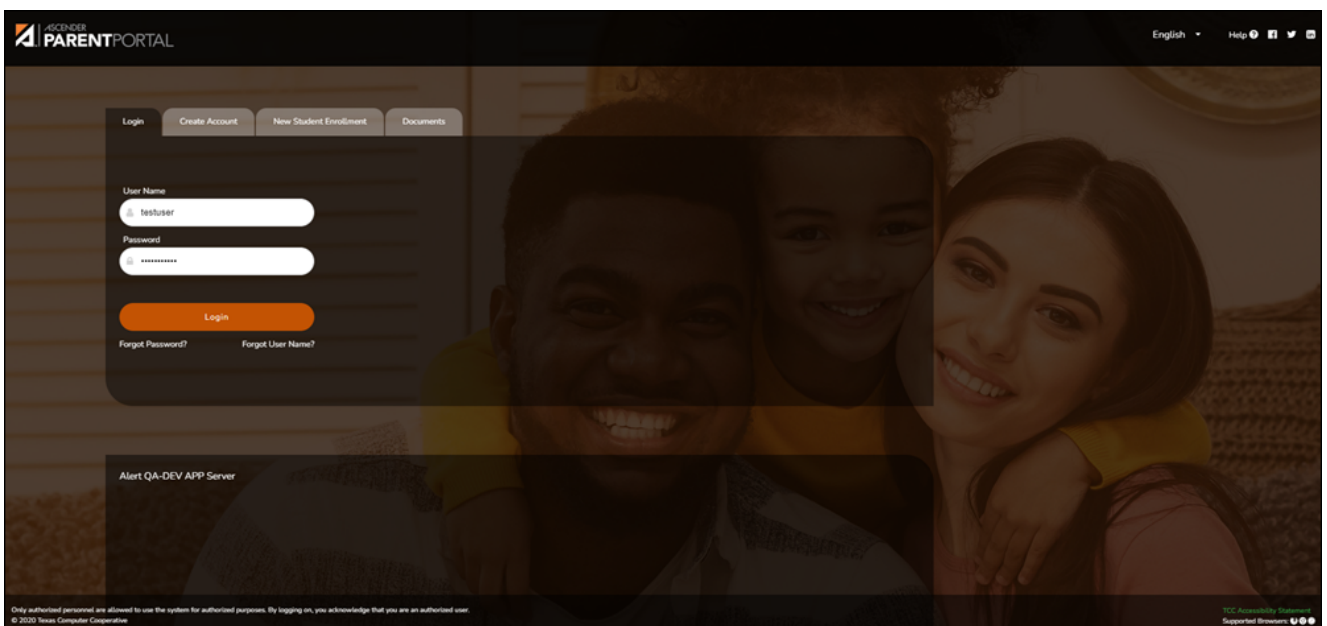 ASCENDER
PARENTPORTAL
English
Help
Login
Create Account
New Student Enrollment
Documents
User Name
testuser
Password
Login
Forgot Password?
Forgot User Name?
Alert QA-DEV APP Server
Only authorized personnel are allowed to use the system for authorized purposes. By logging on, you acknowledge that you are an authorized user.
© 2020 Texas Computer Cooperative
TCC Accessibility Statement
Supported Browsers: